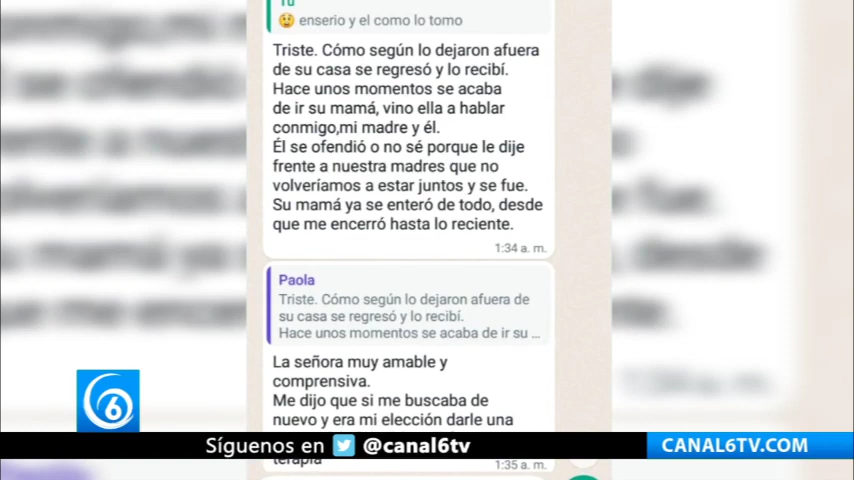 Tú
enserio y el como lo tomo
Triste. Cómo según lo dejaron afuera
de su casa se regresó y lo recibí.
Hace unos momentos se acaba
de ir su mamá, vino ella a hablar
conmigo,mi madre y él.
Él se ofendió o no sé porque le dije
frente a nuestra madres que no
volveríamos a estar juntos y se fue.
Su mamá ya se enteró de todo, desde
que me encerró hasta lo reciente.
1:34 a. m.
Paola
Triste. Cómo según lo dejaron afuera de
su casa se regresó y lo recibí.
Hace unos momentos se acaba de ir su ...
La señora muy amable y
comprensiva.
Me dijo que si me buscaba de
nuevo y era mi elección darle una
terapia
1:35 a. m.
6
Síguenos en @canal6tv
CANAL6TV.COM